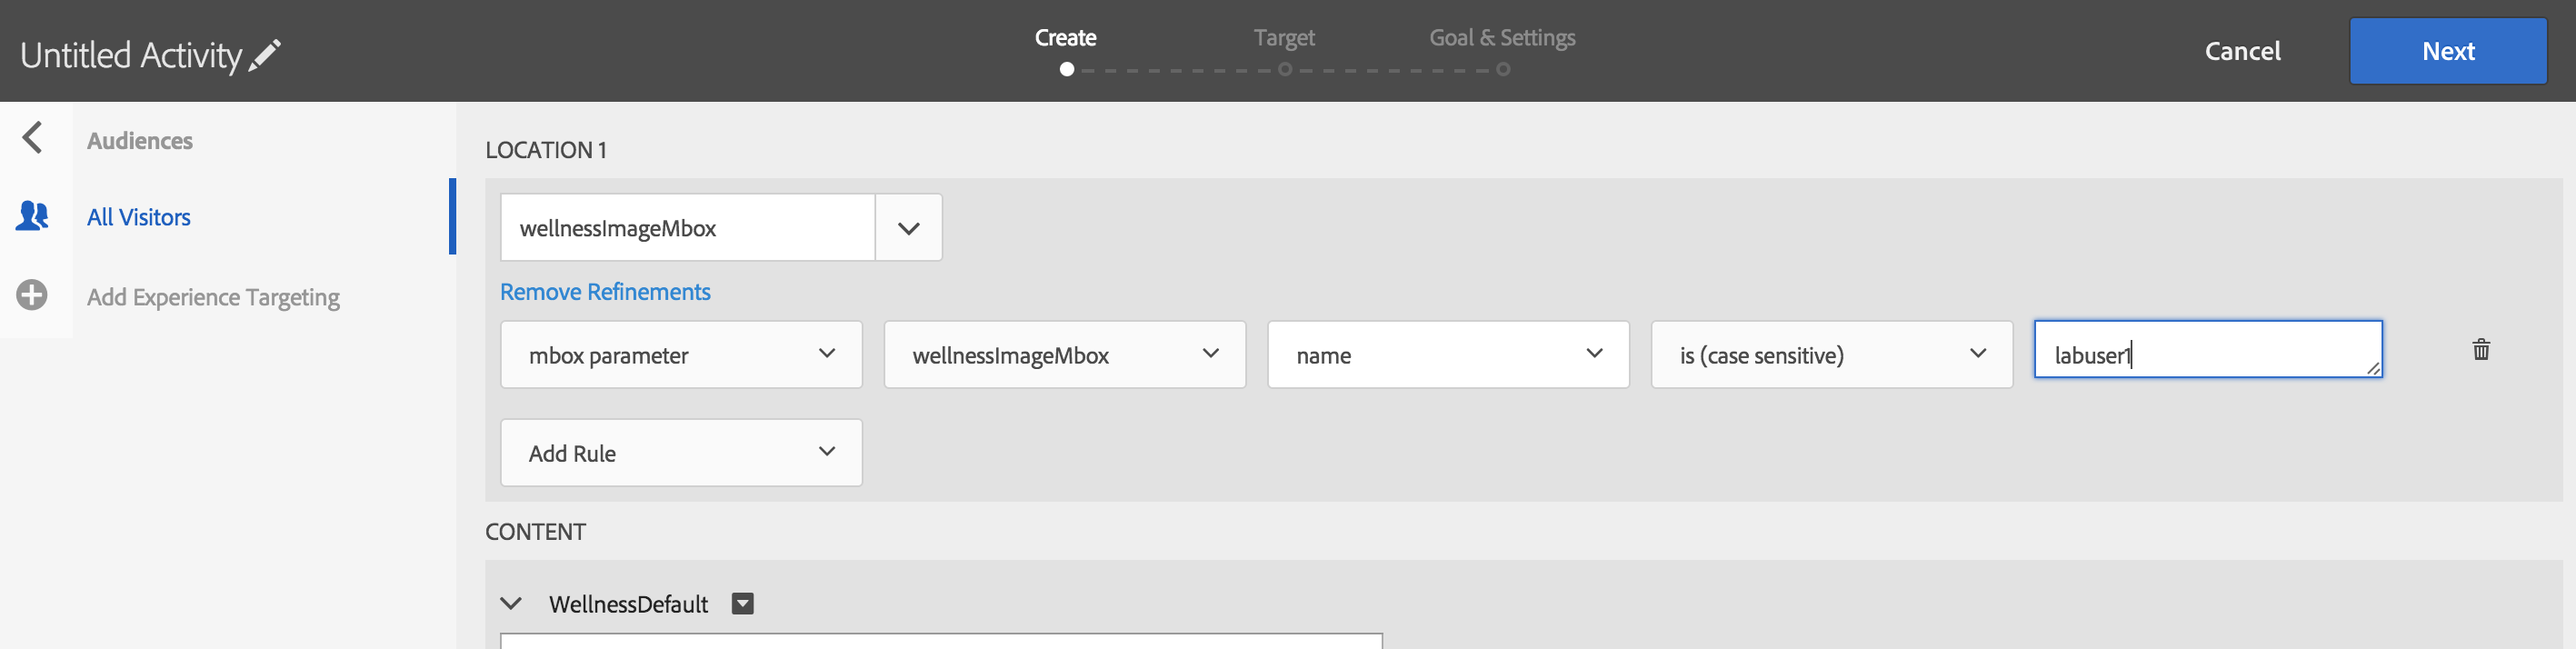 Untitled Activity
Create
Target
Goal & Settings
Cancel
Next
Audiences
All Visitors
Add Experience Targeting
LOCATION 1
wellnessImageMbox
Remove Refinements
mbox parameter
wellnessImageMbox
name
is (case sensitive)
labuser1
Add Rule
CONTENT
WellnessDefault